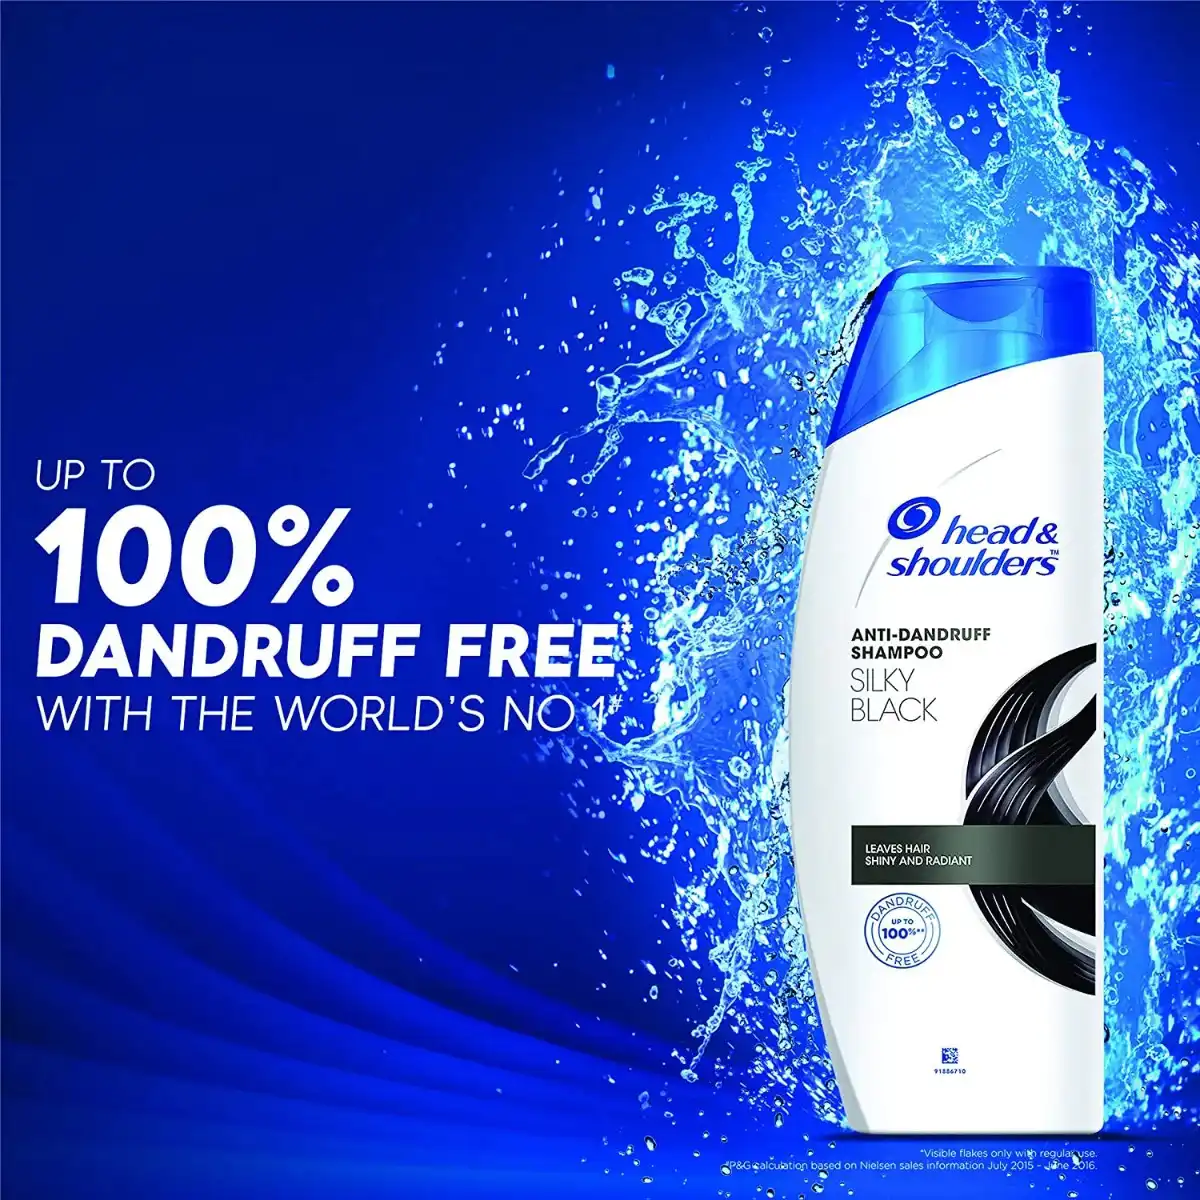 UP TO
100%
DANDRUFF FREE*
WITH THE WORLD'S NO 1#
head &
shoulders™
ANTI-DANDRUFF
SHAMPOO
SILKY
BLACK
LEAVES HAIR
SHINY AND RADIANT
DANDRUFF
UP TO
100%**
FREE
91886710
*Visible flakes only with regular use.
#P&G calculation based on Nielsen sales information July 2015 – June 2016.